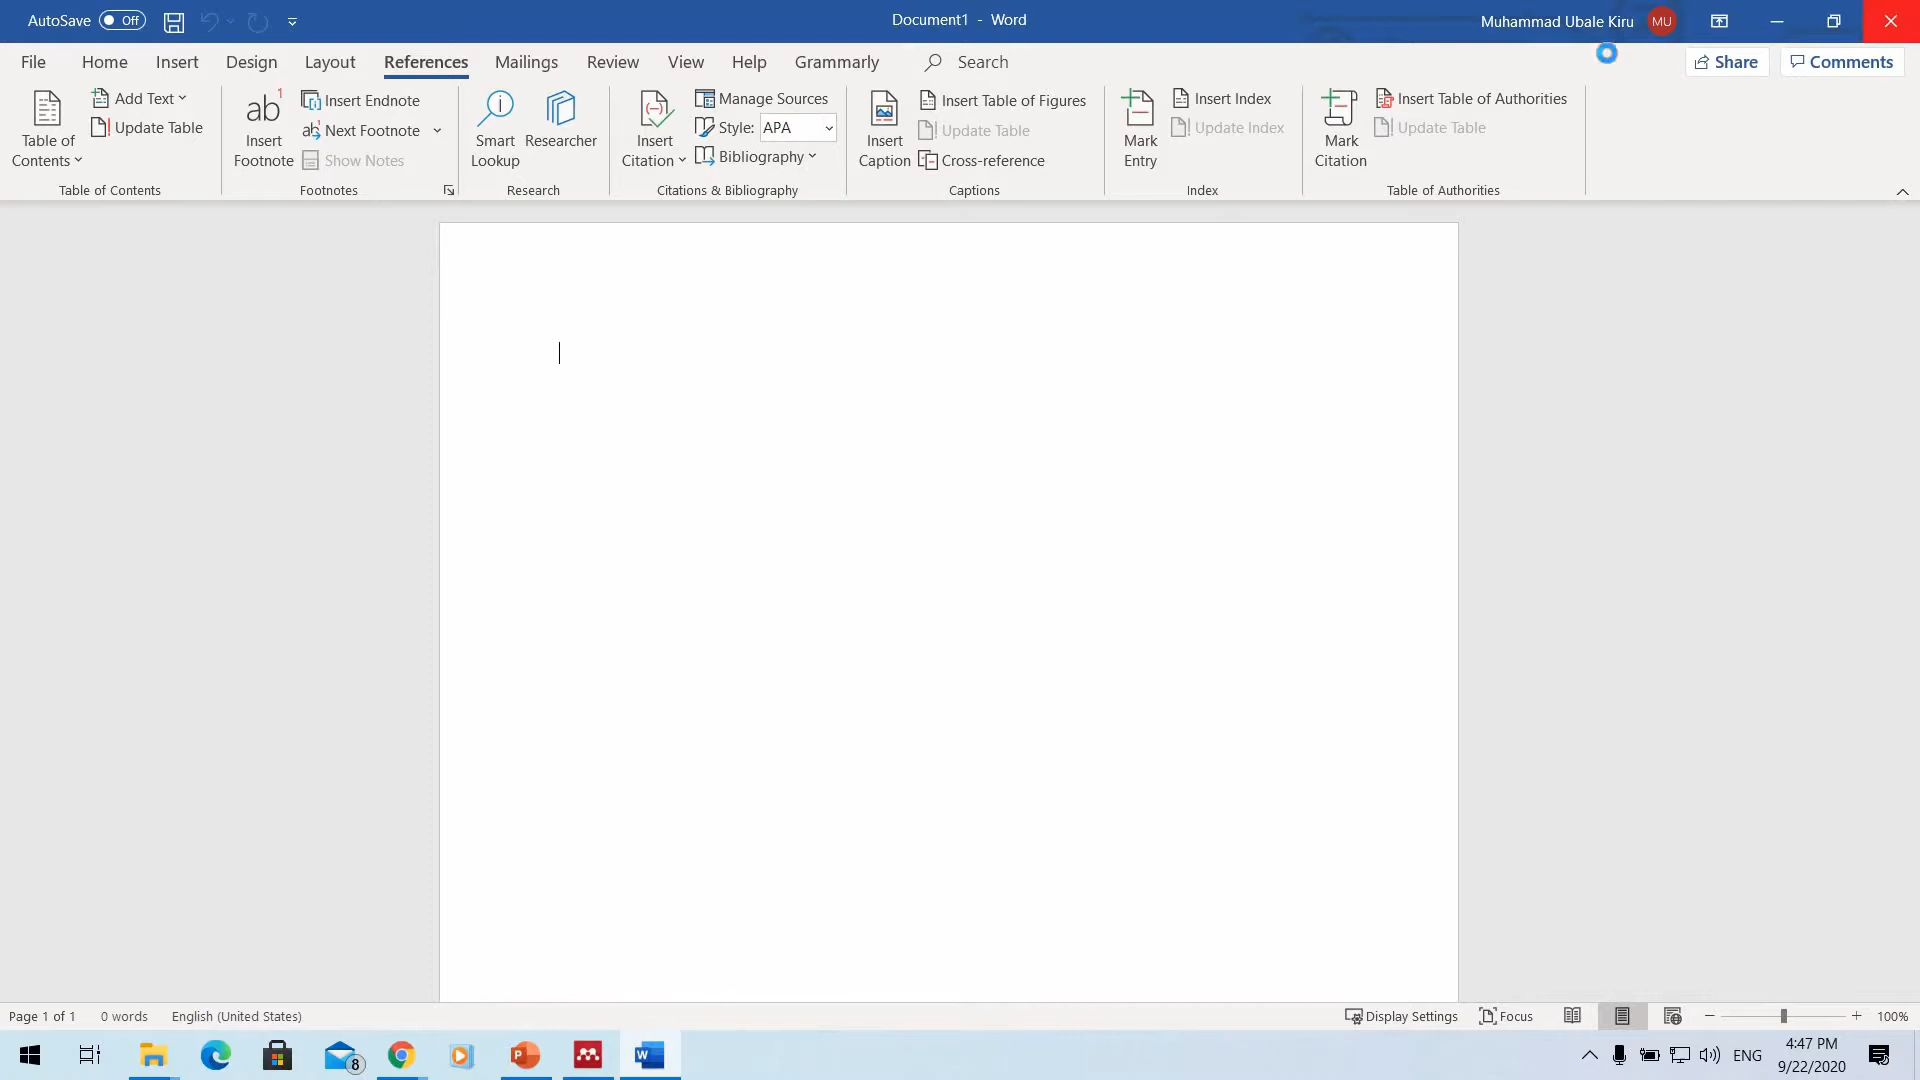 AutoSave Off Document1 - Word Muhammad Ubale Kiru MU
File Home Insert Design Layout References Mailings Review View Help Grammarly Search Share Comments
Table of Contents
Add Text
Update Table
Table of Contents
ab 1
Insert Footnote
Insert Endnote
ab Next Footnote
Show Notes
Footnotes
Smart Lookup
Researcher
Research
Insert Citation
Manage Sources
Style: APA
Bibliography
Citations & Bibliography
Insert Caption
Insert Table of Figures
Update Table
Cross-reference
Captions
Mark Entry
Insert Index
Update Index
Index
Mark Citation
Insert Table of Authorities
Update Table
Table of Authorities
Page 1 of 1 0 words English (United States) Display Settings Focus 100%
8 P W ENG 4:47 PM
9/22/2020